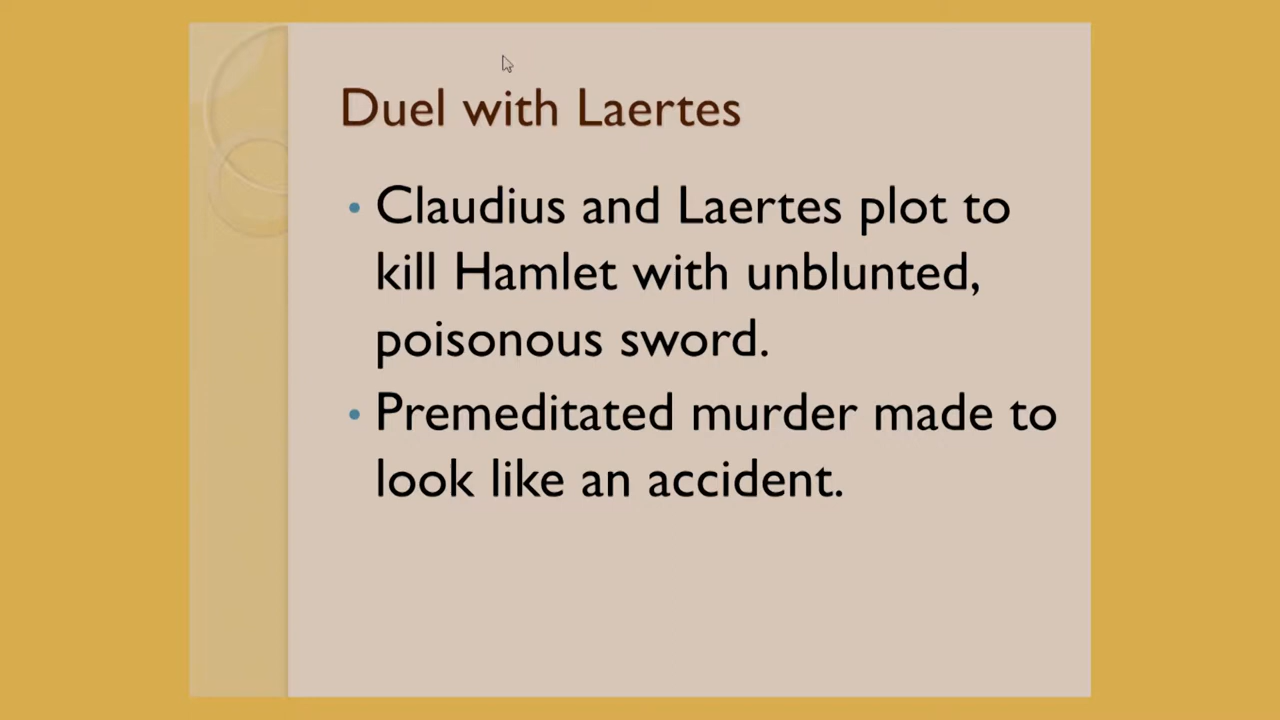 Duel with Laertes
• Claudius and Laertes plot to
kill Hamlet with unblunted,
poisonous sword.
• Premeditated murder made to
look like an accident.